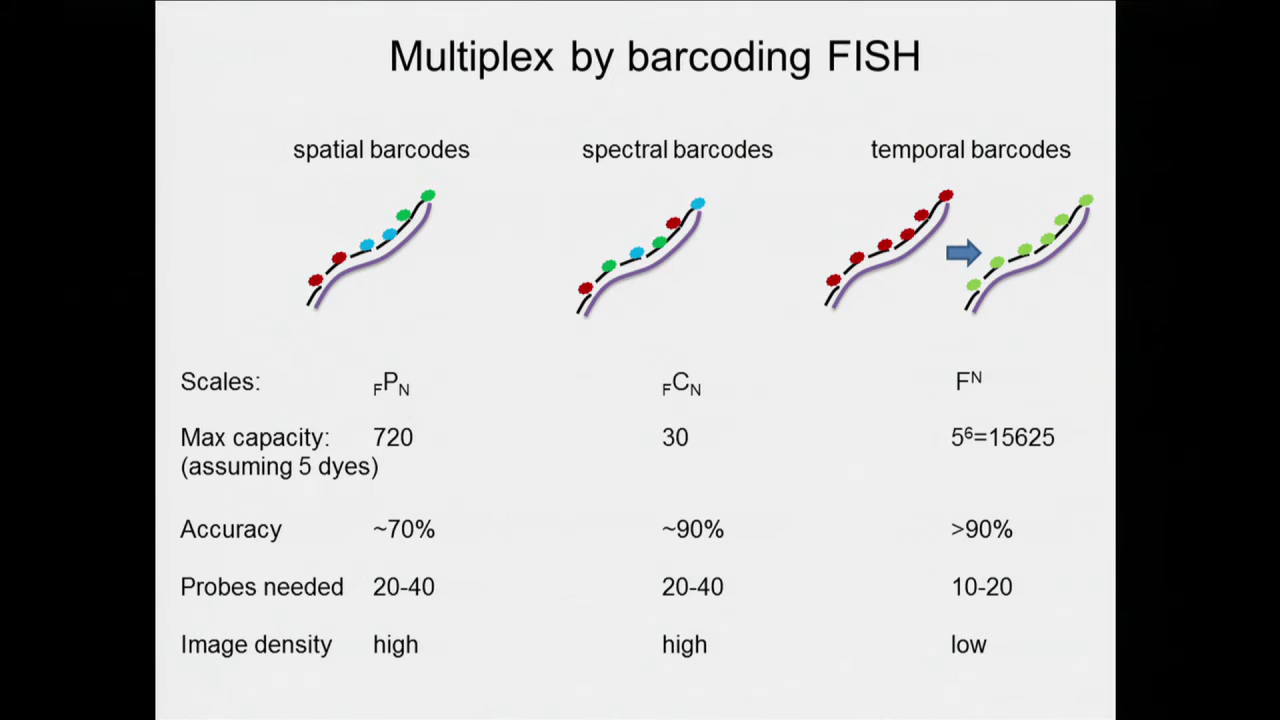 Multiplex by barcoding FISH
spatial barcodes spectral barcodes temporal barcodes
Scales: FPN FCN Fᴺ
Max capacity: 720 30 5⁶=15625
(assuming 5 dyes)
Accuracy ~70% ~90% >90%
Probes needed 20-40 20-40 10-20
Image density high high low